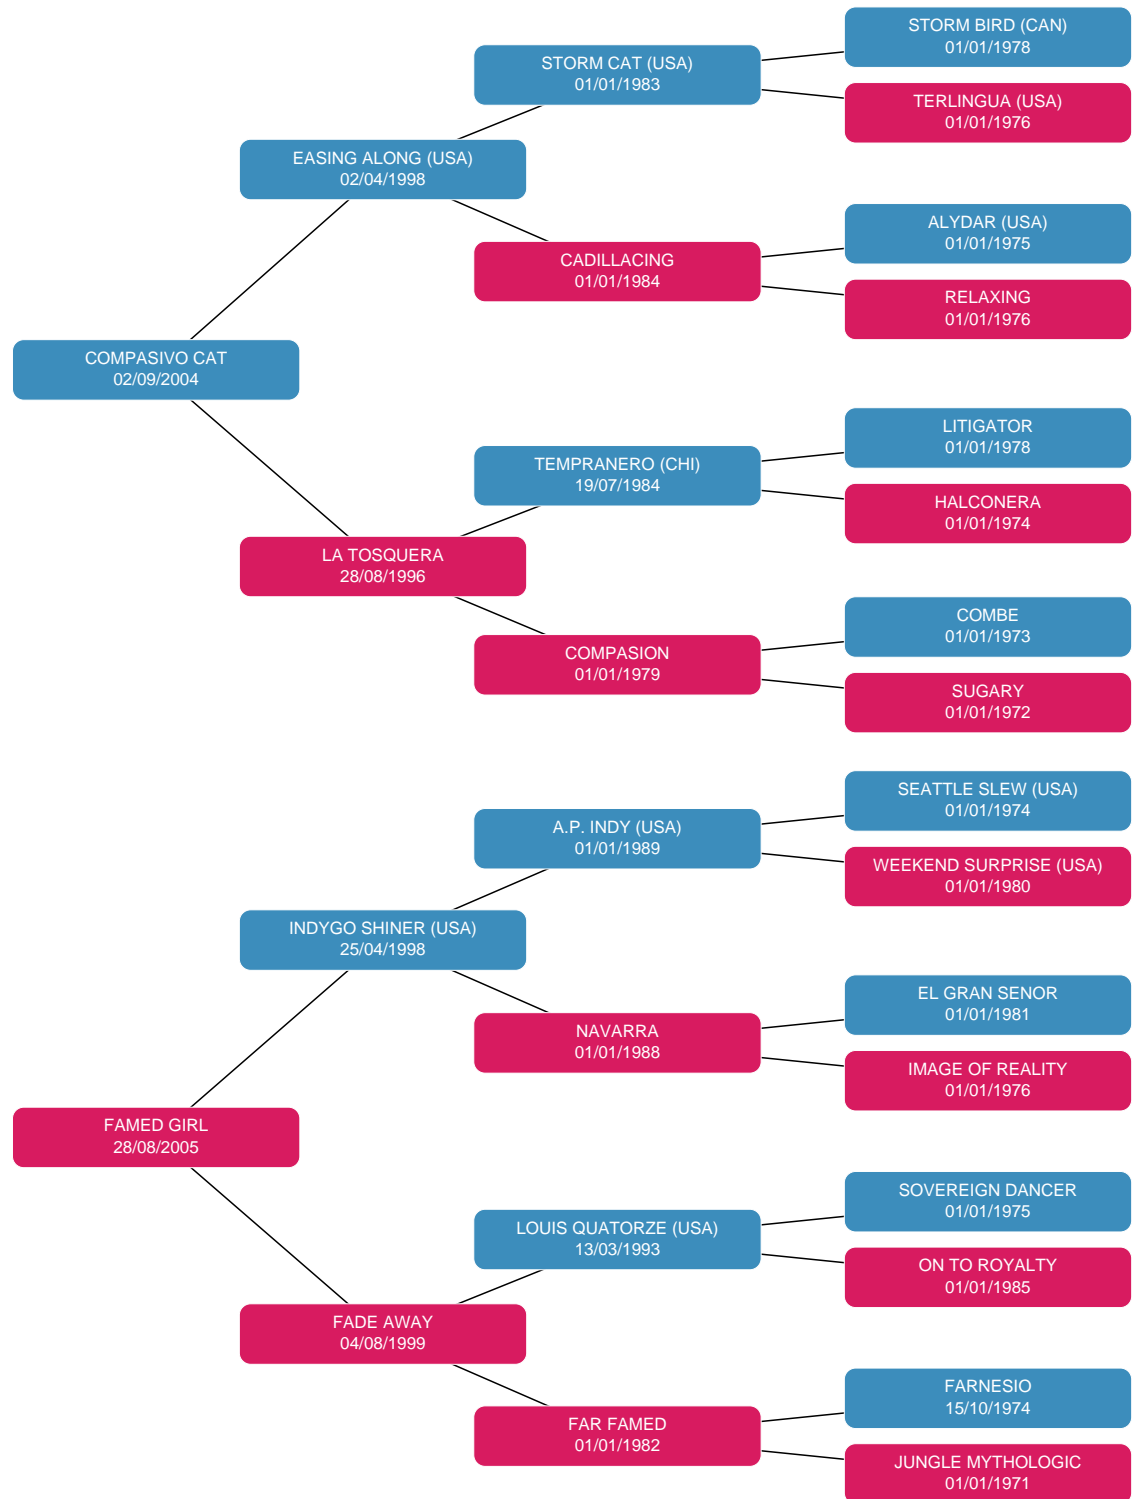 STORM BIRD (CAN)
01/01/1978
STORM CAT (USA)
01/01/1983
TERLINGUA (USA)
01/01/1976
EASING ALONG (USA)
02/04/1998
ALYDAR (USA)
01/01/1975
CADILLACING
01/01/1984
RELAXING
01/01/1976
COMPASIVO CAT
02/09/2004
LITIGATOR
01/01/1978
TEMPRANERO (CHI)
19/07/1984
HALCONERA
01/01/1974
LA TOSQUERA
28/08/1996
COMBE
01/01/1973
COMPASION
01/01/1979
SUGARY
01/01/1972
SEATTLE SLEW (USA)
01/01/1974
A.P. INDY (USA)
01/01/1989
WEEKEND SURPRISE (USA)
01/01/1980
INDYGO SHINER (USA)
25/04/1998
EL GRAN SENOR
01/01/1981
NAVARRA
01/01/1988
IMAGE OF REALITY
01/01/1976
FAMED GIRL
28/08/2005
SOVEREIGN DANCER
01/01/1975
LOUIS QUATORZE (USA)
13/03/1993
ON TO ROYALTY
01/01/1985
FADE AWAY
04/08/1999
FARNESIO
15/10/1974
FAR FAMED
01/01/1982
JUNGLE MYTHOLOGIC
01/01/1971